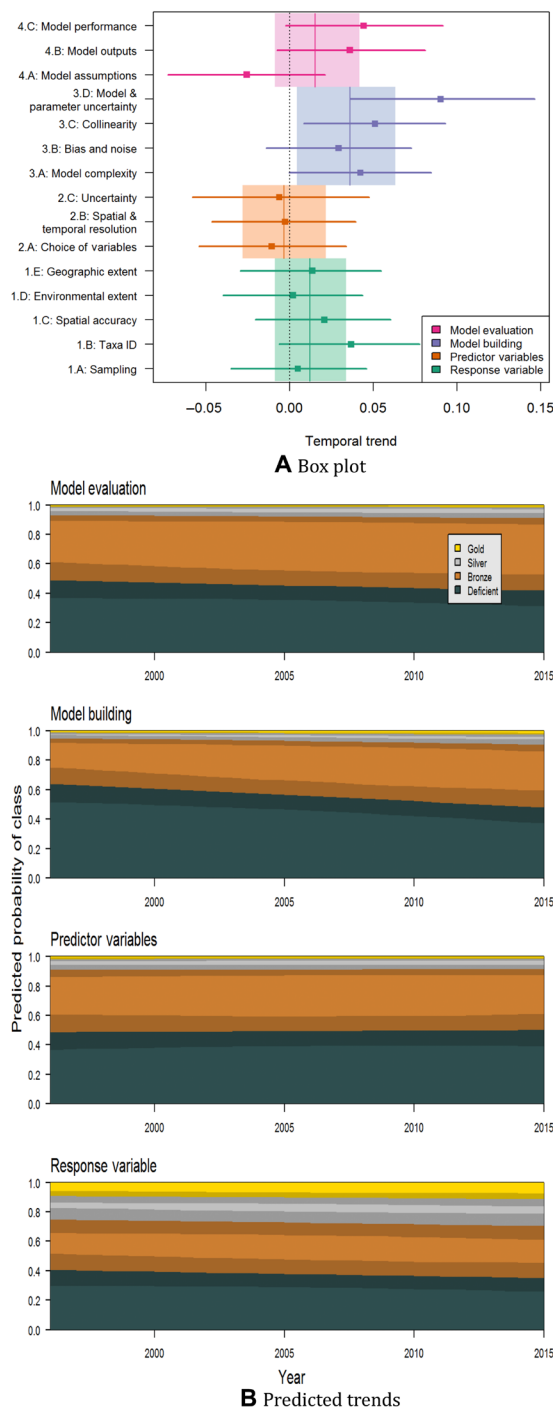 4.C: Model performance
4.B: Model outputs
4.A: Model assumptions
3.D: Model &
parameter uncertainty
3.C: Collinearity
3.B: Bias and noise
3.A: Model complexity
2.C: Uncertainty
2.B: Spatial &
temporal resolution
2.A: Choice of variables
1.E: Geographic extent
1.D: Environmental extent
1.C: Spatial accuracy
1.B: Taxa ID
1.A: Sampling
Model evaluation
Model building
Predictor variables
Response variable
−0.05 0.00 0.05 0.10 0.15
Temporal trend
A Box plot
Predicted probability of class
Model evaluation
1.0
0.8
0.6
0.4
0.2
0.0
Gold
Silver
Bronze
Deficient
2000 2005 2010 2015
Model building
1.0
0.8
0.6
0.4
0.2
0.0
2000 2005 2010 2015
Predictor variables
1.0
0.8
0.6
0.4
0.2
0.0
2000 2005 2010 2015
Response variable
1.0
0.8
0.6
0.4
0.2
0.0
2000 2005 2010 2015
Year
B Predicted trends